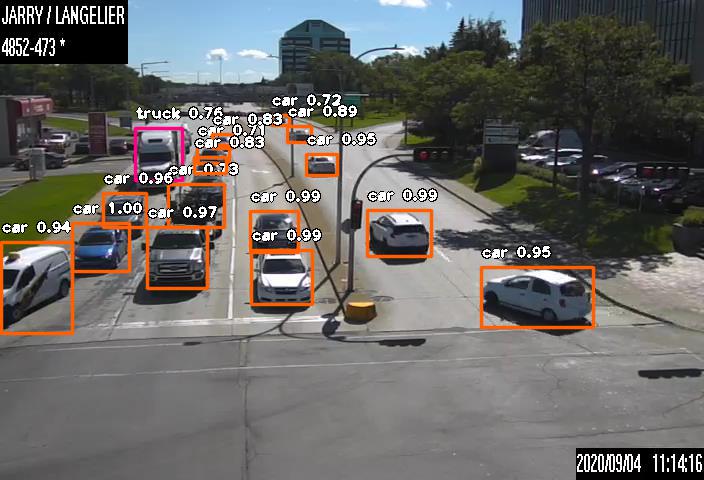 JARRY / LANGELIER
4852-473 *
car 0.72
truck 0.76
car 0.89
car 0.83
car 0.71
car 0.83
car 0.95
car 0.73
car 0.96
car 0.99
car 0.99
car 1.00
car 0.97
car 0.94
car 0.99
car 0.95
2020/09/04 11:14:16